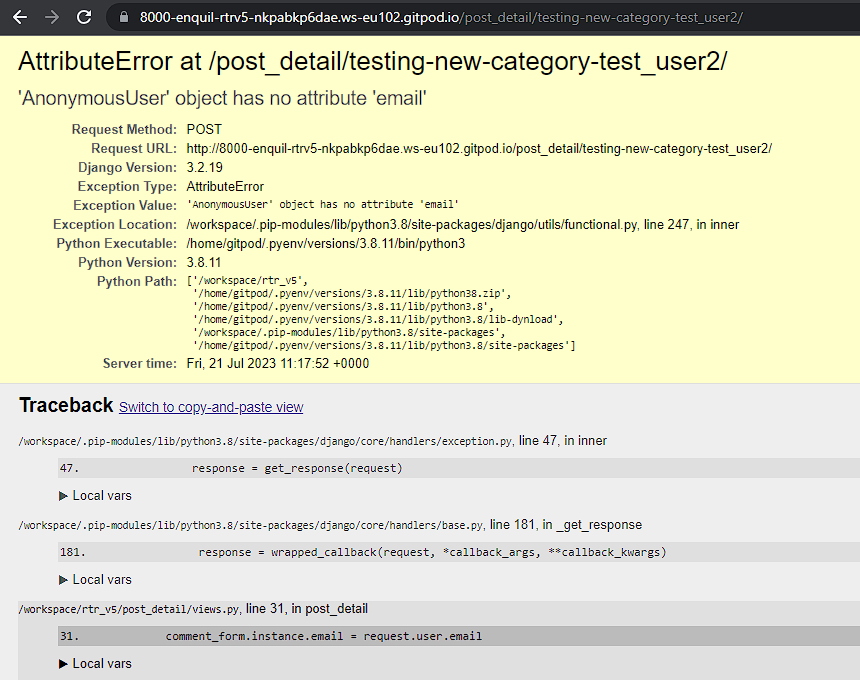 8000-enquil-rtrv5-nkpabkp6dae.ws-eu102.gitpod.io/post_detail/testing-new-category-test_user2/
AttributeError at /post_detail/testing-new-category-test_user2/
'AnonymousUser' object has no attribute 'email'
Request Method: POST
Request URL: http://8000-enquil-rtrv5-nkpabkp6dae.ws-eu102.gitpod.io/post_detail/testing-new-category-test_user2/
Django Version: 3.2.19
Exception Type: AttributeError
Exception Value: 'AnonymousUser' object has no attribute 'email'
Exception Location: /workspace/.pip-modules/lib/python3.8/site-packages/django/utils/functional.py, line 247, in inner
Python Executable: /home/gitpod/.pyenv/versions/3.8.11/bin/python3
Python Version: 3.8.11
Python Path: ['/workspace/rtr_v5',
'/home/gitpod/.pyenv/versions/3.8.11/lib/python38.zip',
'/home/gitpod/.pyenv/versions/3.8.11/lib/python3.8',
'/home/gitpod/.pyenv/versions/3.8.11/lib/python3.8/lib-dynload',
'/workspace/.pip-modules/lib/python3.8/site-packages',
'/home/gitpod/.pyenv/versions/3.8.11/lib/python3.8/site-packages']
Server time: Fri, 21 Jul 2023 11:17:52 +0000
Traceback Switch to copy-and-paste view
/workspace/.pip-modules/lib/python3.8/site-packages/django/core/handlers/exception.py, line 47, in inner
47. response = get_response(request)
▶ Local vars
/workspace/.pip-modules/lib/python3.8/site-packages/django/core/handlers/base.py, line 181, in _get_response
181. response = wrapped_callback(request, *callback_args, **callback_kwargs)
▶ Local vars
/workspace/rtr_v5/post_detail/views.py, line 31, in post_detail
31. comment_form.instance.email = request.user.email
▶ Local vars